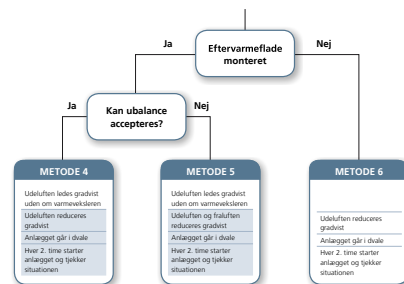 Eftervarmeflade
monteret
Ja
Nej
Kan ubalance
accepteres?
Ja
Nej
METODE 4
Udeluften ledes gradvist
uden om varmeveksleren
Udeluften reduceres
gradvist
Anlægget går i dvale
Hver 2. time starter
anlægget og tjekker
situationen
METODE 5
Udeluften ledes gradvist
uden om varmeveksleren
Udeluften og fraluften
reduceres gradvist
Anlægget går i dvale
Hver 2. time starter
anlægget og tjekker
situationen
METODE 6
Udeluften reduceres
gradvist
Anlægget går i dvale
Hver 2. time starter
anlægget og tjekker
situationen